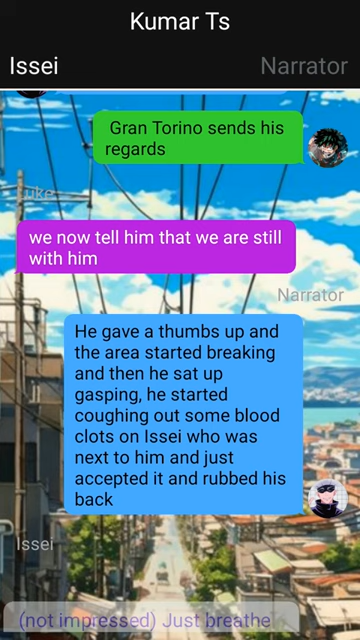 Kumar Ts
Issei
Narrator
Gran Torino sends his
regards
Luke
we now tell him that we are still
with him
Narrator
He gave a thumbs up and
the area started breaking
and then he sat up
gasping, he started
coughing out some blood
clots on Issei who was
next to him and just
accepted it and rubbed his
back
Issei
(not impressed) Just breathe